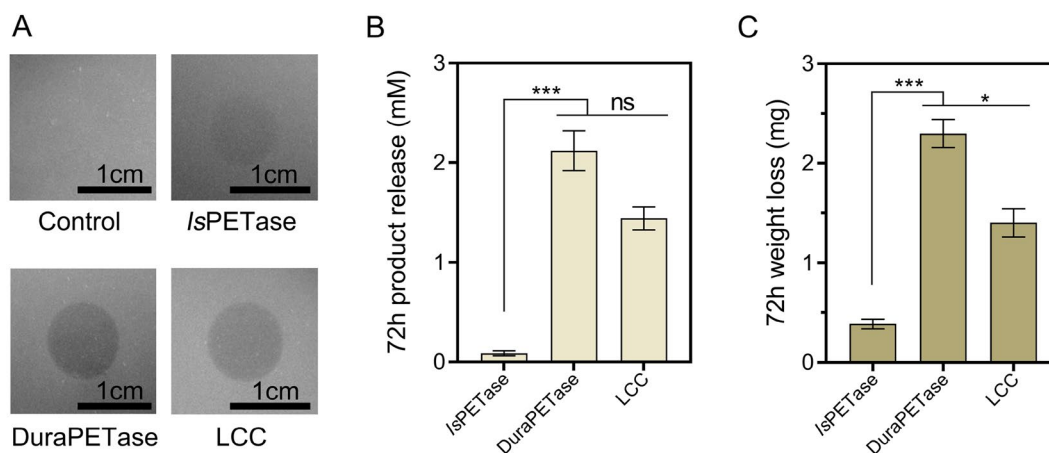 A
1cm
Control
1cm
IsPETase
1cm
DuraPETase
1cm
LCC
B
72h product release (mM)
3
2
1
0
***
ns
IsPETase
DuraPETase
LCC
C
72h weight loss (mg)
3
2
1
0
***
*
IsPETase
DuraPETase
LCC